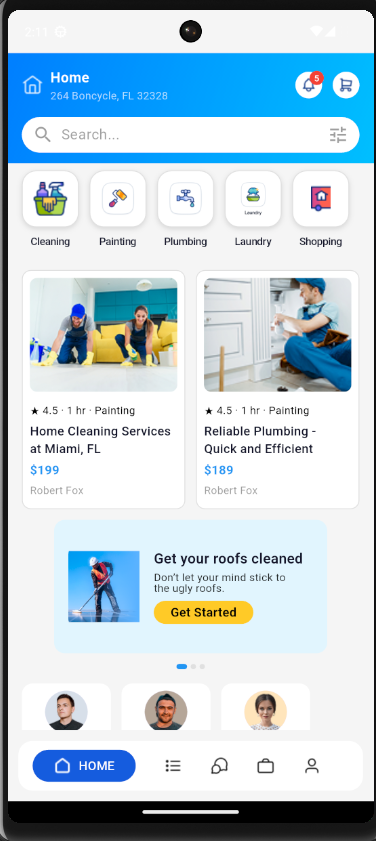 2:11
Home
5
264 Boncycle, FL 32328
Search...
Cleaning
Painting
Plumbing
Laundry
Laundry
Shopping
★ 4.5 · 1 hr · Painting
Home Cleaning Services
at Miami, FL
$199
Robert Fox
★ 4.5 · 1 hr · Painting
Reliable Plumbing -
Quick and Efficient
$189
Robert Fox
Get your roofs cleaned
Don't let your mind stick to
the ugly roofs.
Get Started
HOME